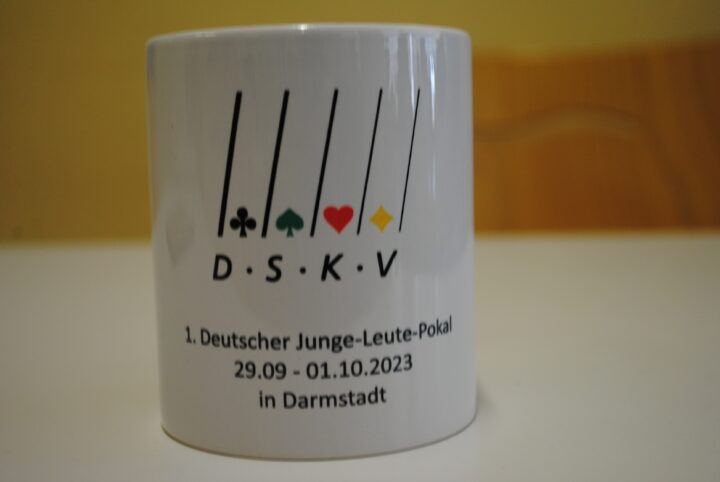 D · S · K · V
1. Deutscher Junge-Leute-Pokal
29.09 - 01.10.2023
in Darmstadt